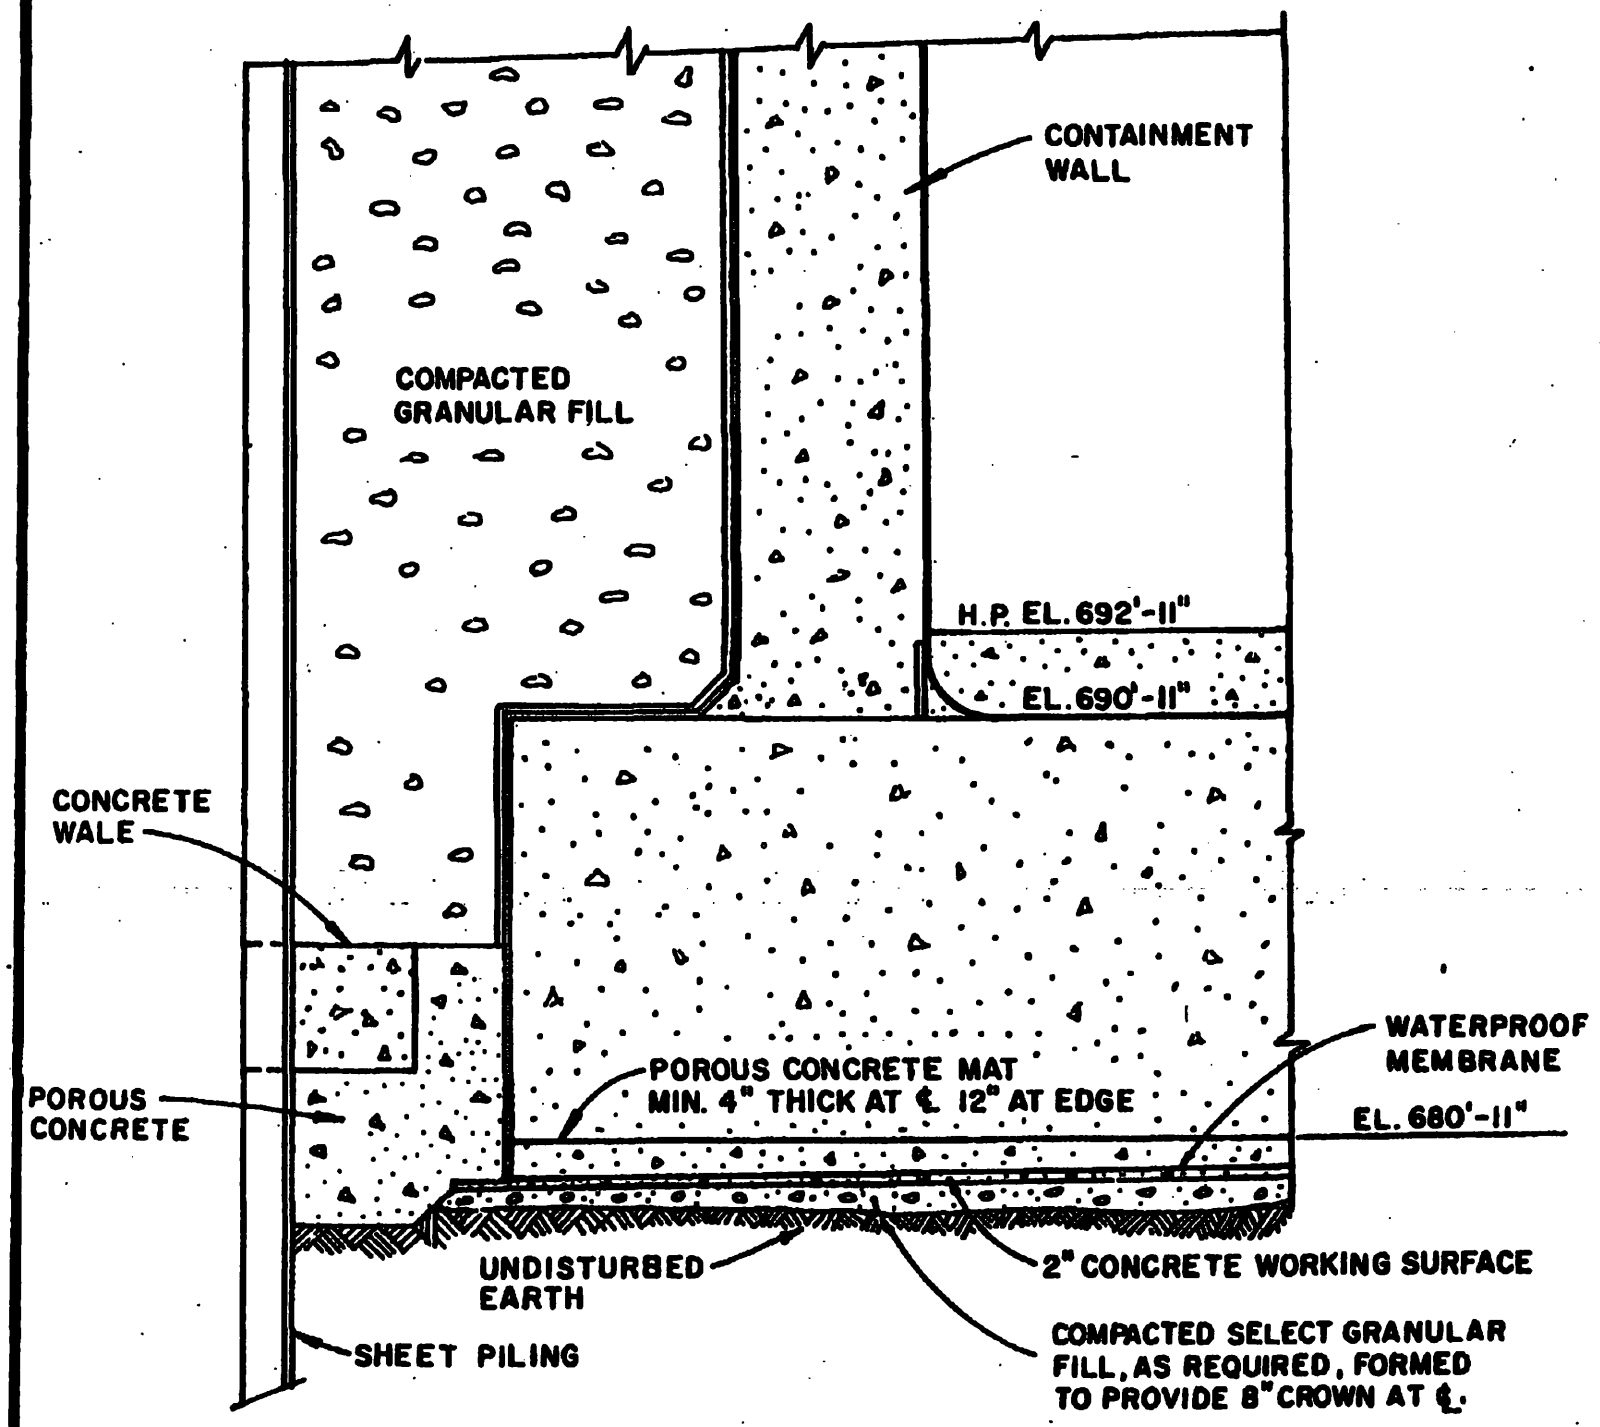 CONTAINMENT
WALL
COMPACTED
GRANULAR FILL
H.P. EL. 692'-11"
EL. 690'-11"
CONCRETE
WALE
WATERPROOF
MEMBRANE
POROUS CONCRETE MAT
MIN. 4" THICK AT ℄ 12" AT EDGE
POROUS
CONCRETE
EL. 680'-11"
UNDISTURBED
EARTH
2" CONCRETE WORKING SURFACE
SHEET PILING
COMPACTED SELECT GRANULAR
FILL, AS REQUIRED, FORMED
TO PROVIDE 8" CROWN AT ℄.